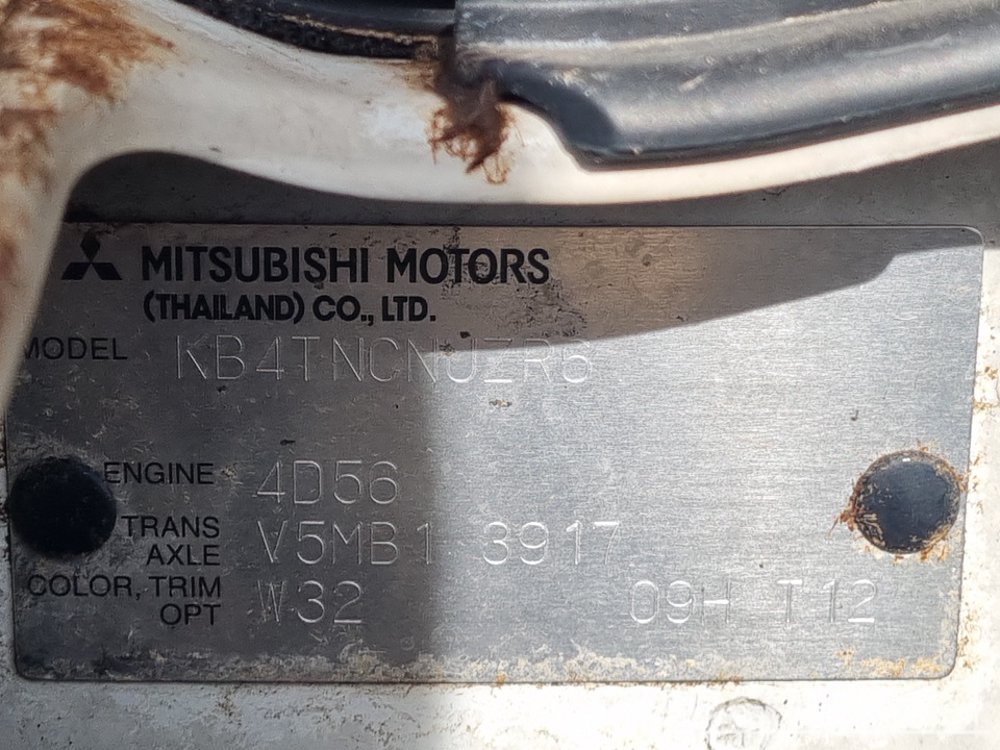 MITSUBISHI MOTORS
(THAILAND) CO., LTD.
MODEL KB4TNCNUZR6
ENGINE 4D56
TRANS AXLE V5MB1 3917
COLOR, TRIM OPT W32 09H T12